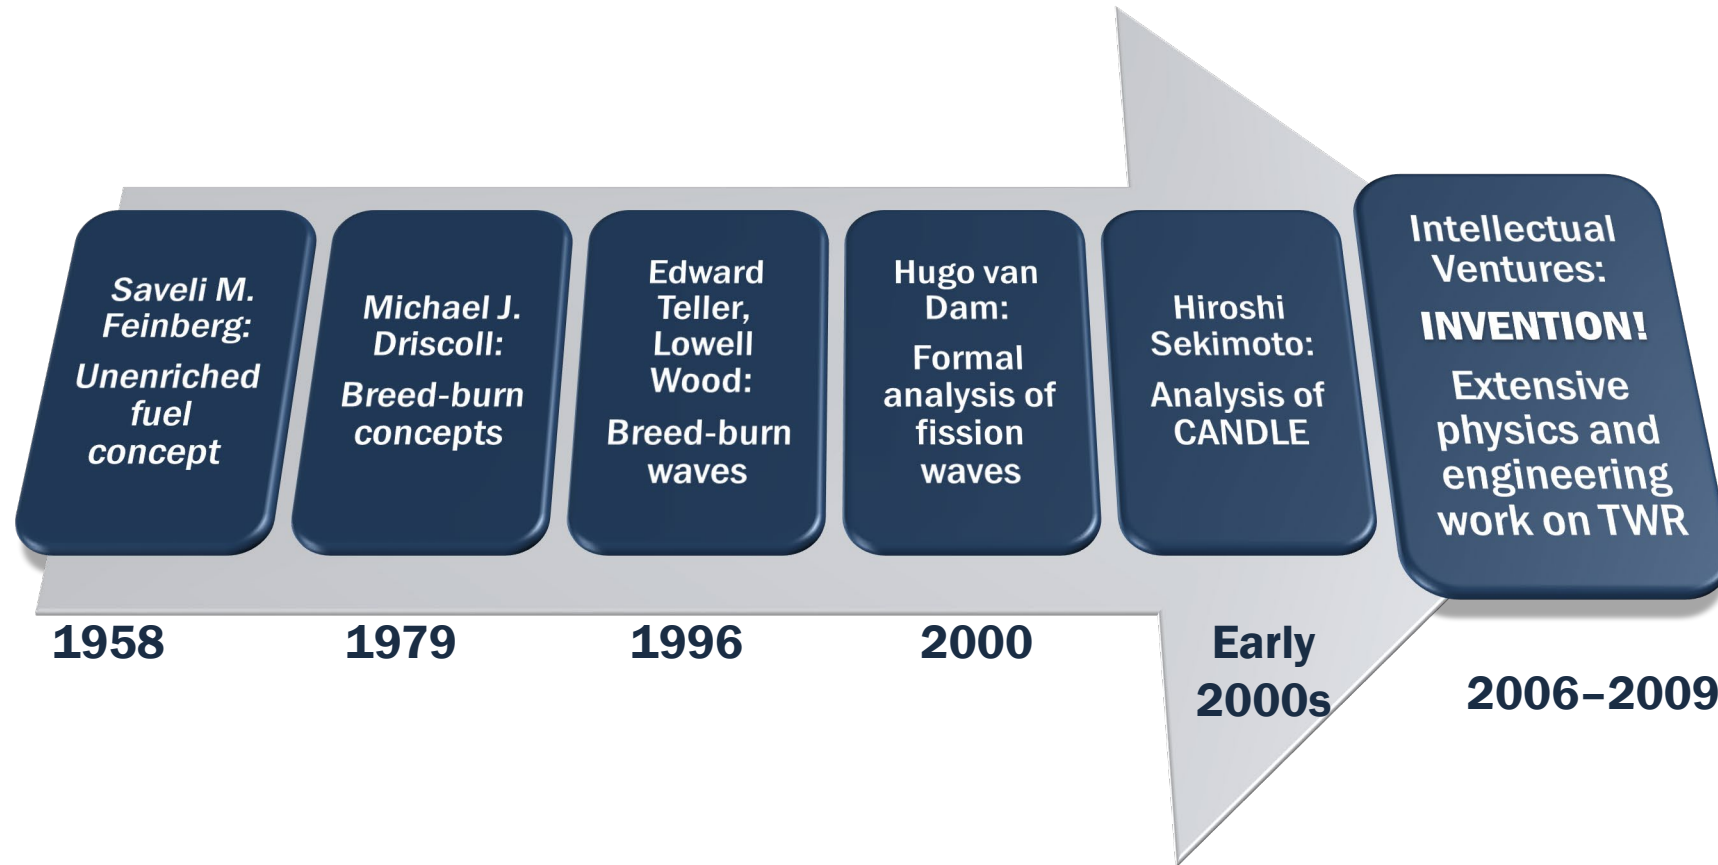 Saveli M.
Feinberg:
Unenriched
fuel
concept
Michael J.
Driscoll:
Breed-burn
concepts
Edward
Teller,
Lowell
Wood:
Breed-burn
waves
Hugo van
Dam:
Formal
analysis of
fission
waves
Hiroshi
Sekimoto:
Analysis of
CANDLE
Intellectual
Ventures:
INVENTION!
Extensive
physics and
engineering
work on TWR
1958
1979
1996
2000
Early
2000s
2006–2009